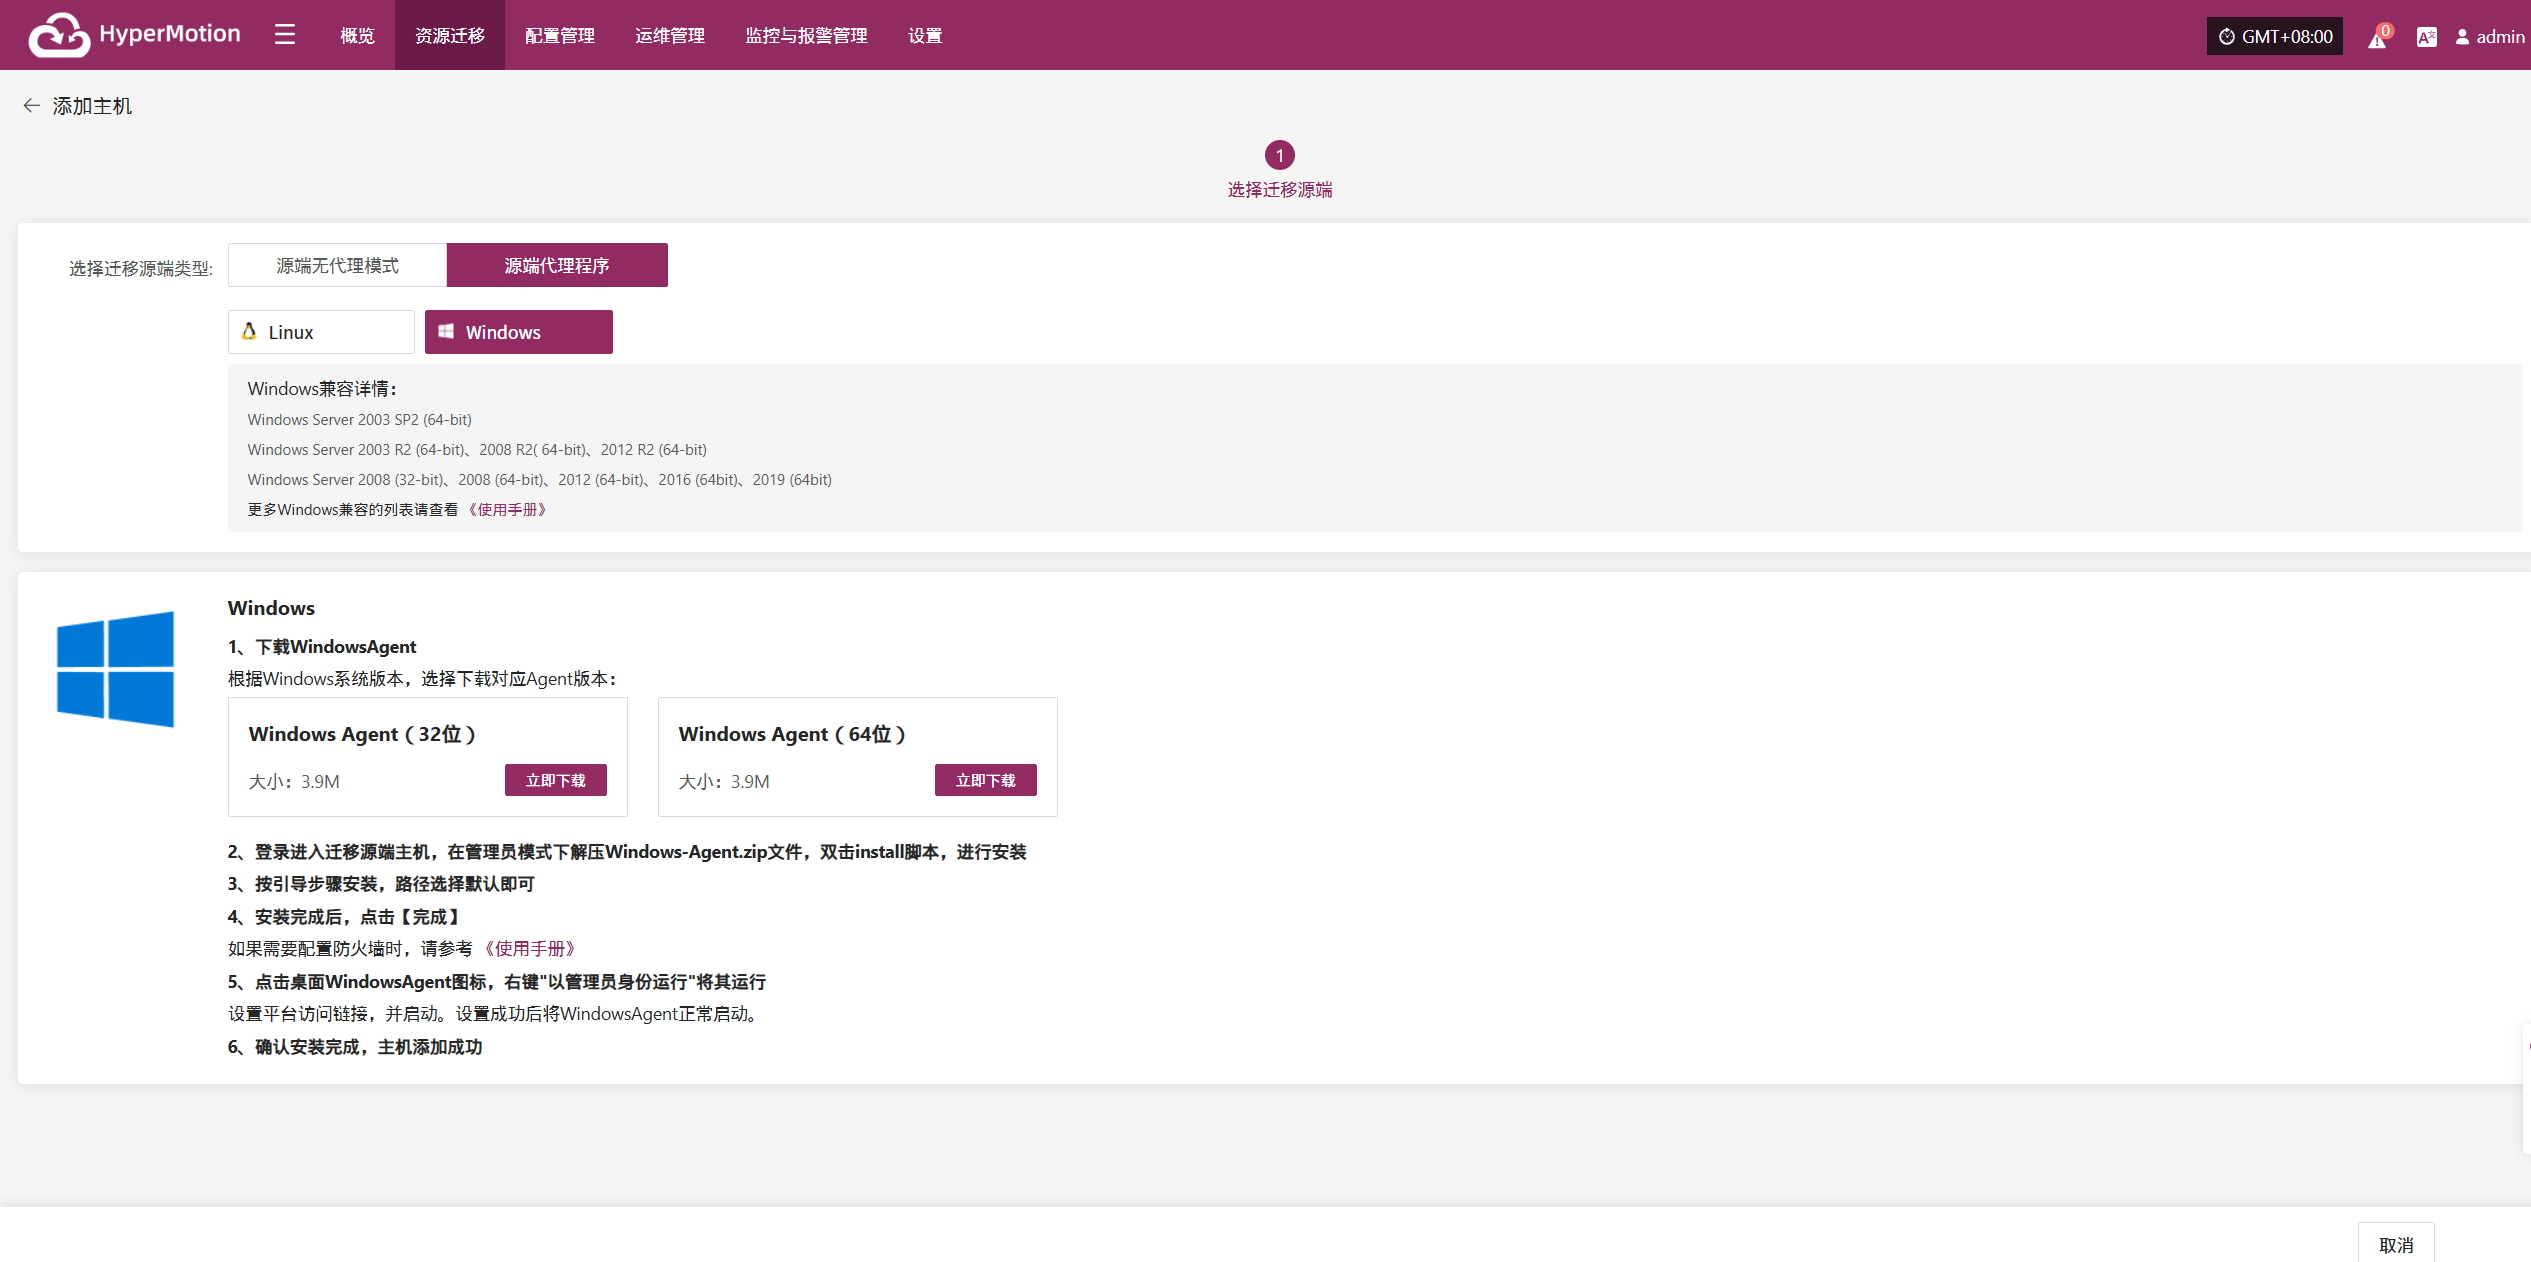 HyperMotion 概览 资源迁移 配置管理 运维管理 监控与报警管理 设置 GMT+08:00 0 admin
添加主机
1
选择迁移源端
选择迁移源端类型: 源端无代理模式 源端代理程序
Linux Windows
Windows兼容详情：
Windows Server 2003 SP2 (64-bit)
Windows Server 2003 R2 (64-bit)、2008 R2( 64-bit)、2012 R2 (64-bit)
Windows Server 2008 (32-bit)、2008 (64-bit)、2012 (64-bit)、2016 (64bit)、2019 (64bit)
更多Windows兼容的列表请查看《使用手册》
Windows
1、下载WindowsAgent
根据Windows系统版本，选择下载对应Agent版本：
Windows Agent（32位） Windows Agent（64位）
大小：3.9M 立即下载 大小：3.9M 立即下载
2、登录进入迁移源端主机，在管理员模式下解压Windows-Agent.zip文件，双击install脚本，进行安装
3、按引导步骤安装，路径选择默认即可
4、安装完成后，点击【完成】
如果需要配置防火墙时，请参考《使用手册》
5、点击桌面WindowsAgent图标，右键"以管理员身份运行"将其运行
设置平台访问链接，并启动。设置成功后将WindowsAgent正常启动。
6、确认安装完成，主机添加成功
取消